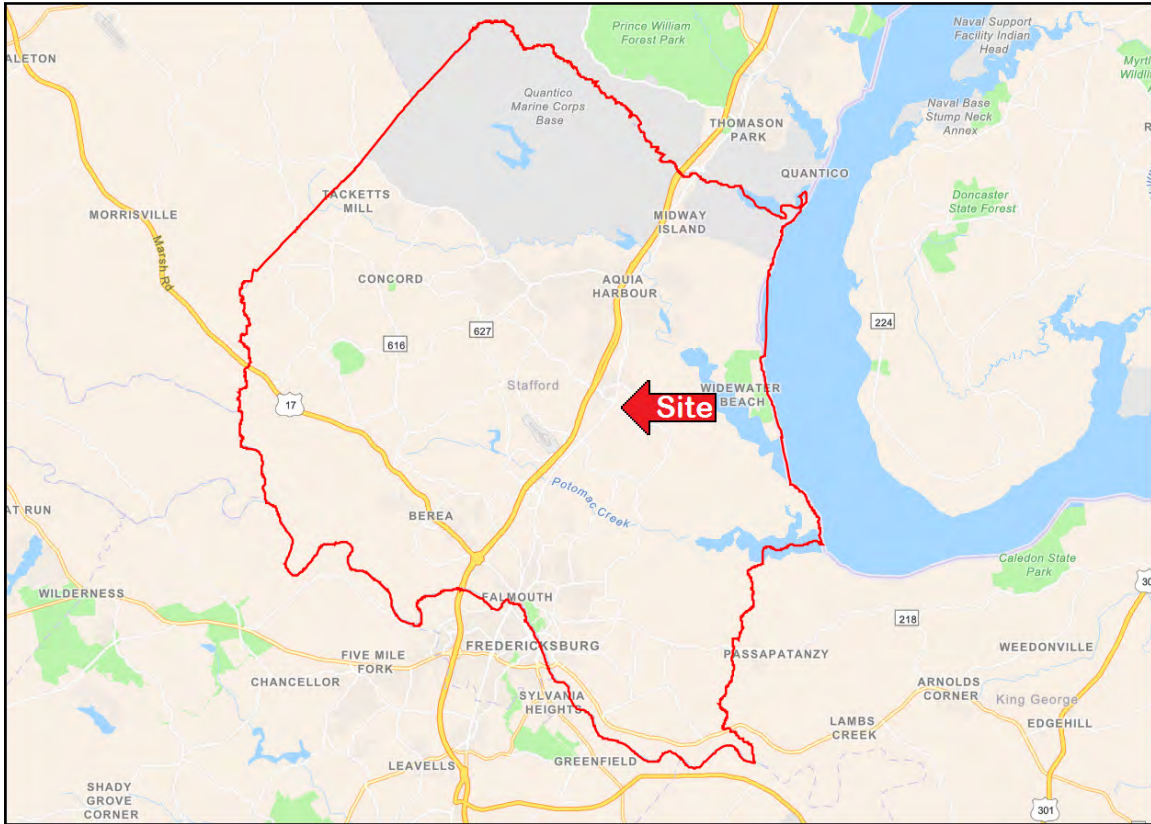 Prince William
Forest Park
Naval Support
Facility Indian
Head
ALETON
Quantico
Marine Corps
Base
Naval Base
Stump Neck
Annex
Myrtl
Wildli
THOMASON
PARK
R
QUANTICO
TACKETTS
MILL
Doncaster
State Forest
MORRISVILLE
MIDWAY
ISLAND
Marsh Rd
CONCORD
AQUIA
HARBOUR
224
627
616
Stafford
WIDEWATER
BEACH
Site
17
Potomac
Creek
AT RUN
BEREA
Caledon State
Park
30
WILDERNESS
FALMOUTH
218
FIVE MILE
FORK
FREDERICKSBURG
PASSAPATANZY
WEEDONVILLE
CHANCELLOR
SYLVANIA
HEIGHTS
ARNOLDS
CORNER
King George
LAMBS
CREEK
EDGEHILL
LEAVELLS
GREENFIELD
SHADY
GROVE
CORNER
301